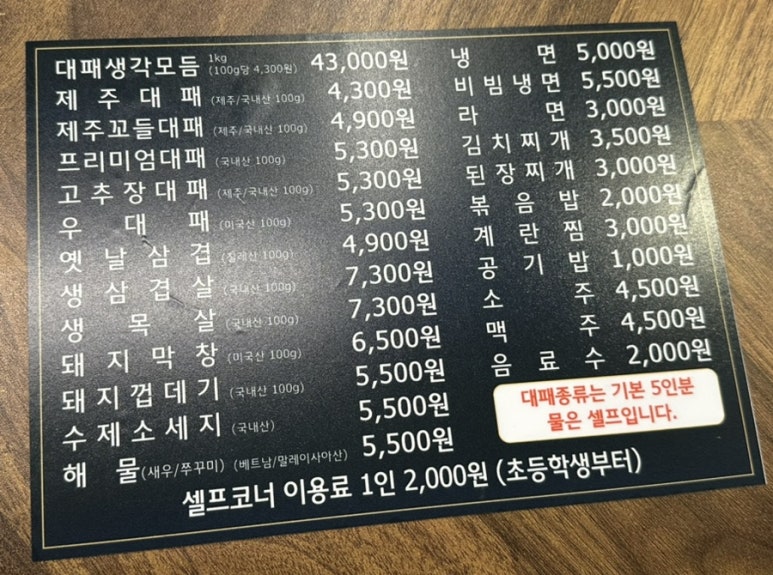 대패생각모듬 1kg (100g당 4,300원) 43,000원
제주대패 (제주/국내산 100g) 4,300원
제주꼬들대패 (제주/국내산 100g) 4,900원
프리미엄대패 (국내산 100g) 5,300원
고추장대패 (제주/국내산 100g) 5,300원
우대패 (미국산 100g) 5,300원
옛날삼겹 (칠레산 100g) 4,900원
생삼겹살 (국내산 100g) 7,300원
생목살 (국내산 100g) 7,300원
돼지막창 (미국산 100g) 6,500원
돼지껍데기 (국내산 100g) 5,500원
수제소세지 (국내산) 5,500원
해물 (새우/쭈꾸미) (베트남/말레이시아산) 5,500원
냉면 5,000원
비빔냉면 5,500원
라면 3,000원
김치찌개 3,500원
된장찌개 3,000원
볶음밥 2,000원
계란찜 3,000원
공기밥 1,000원
소주 4,500원
맥주 4,500원
음료수 2,000원
대패종류는 기본 5인분
물은 셀프입니다.
셀프코너 이용료 1인 2,000원 (초등학생부터)